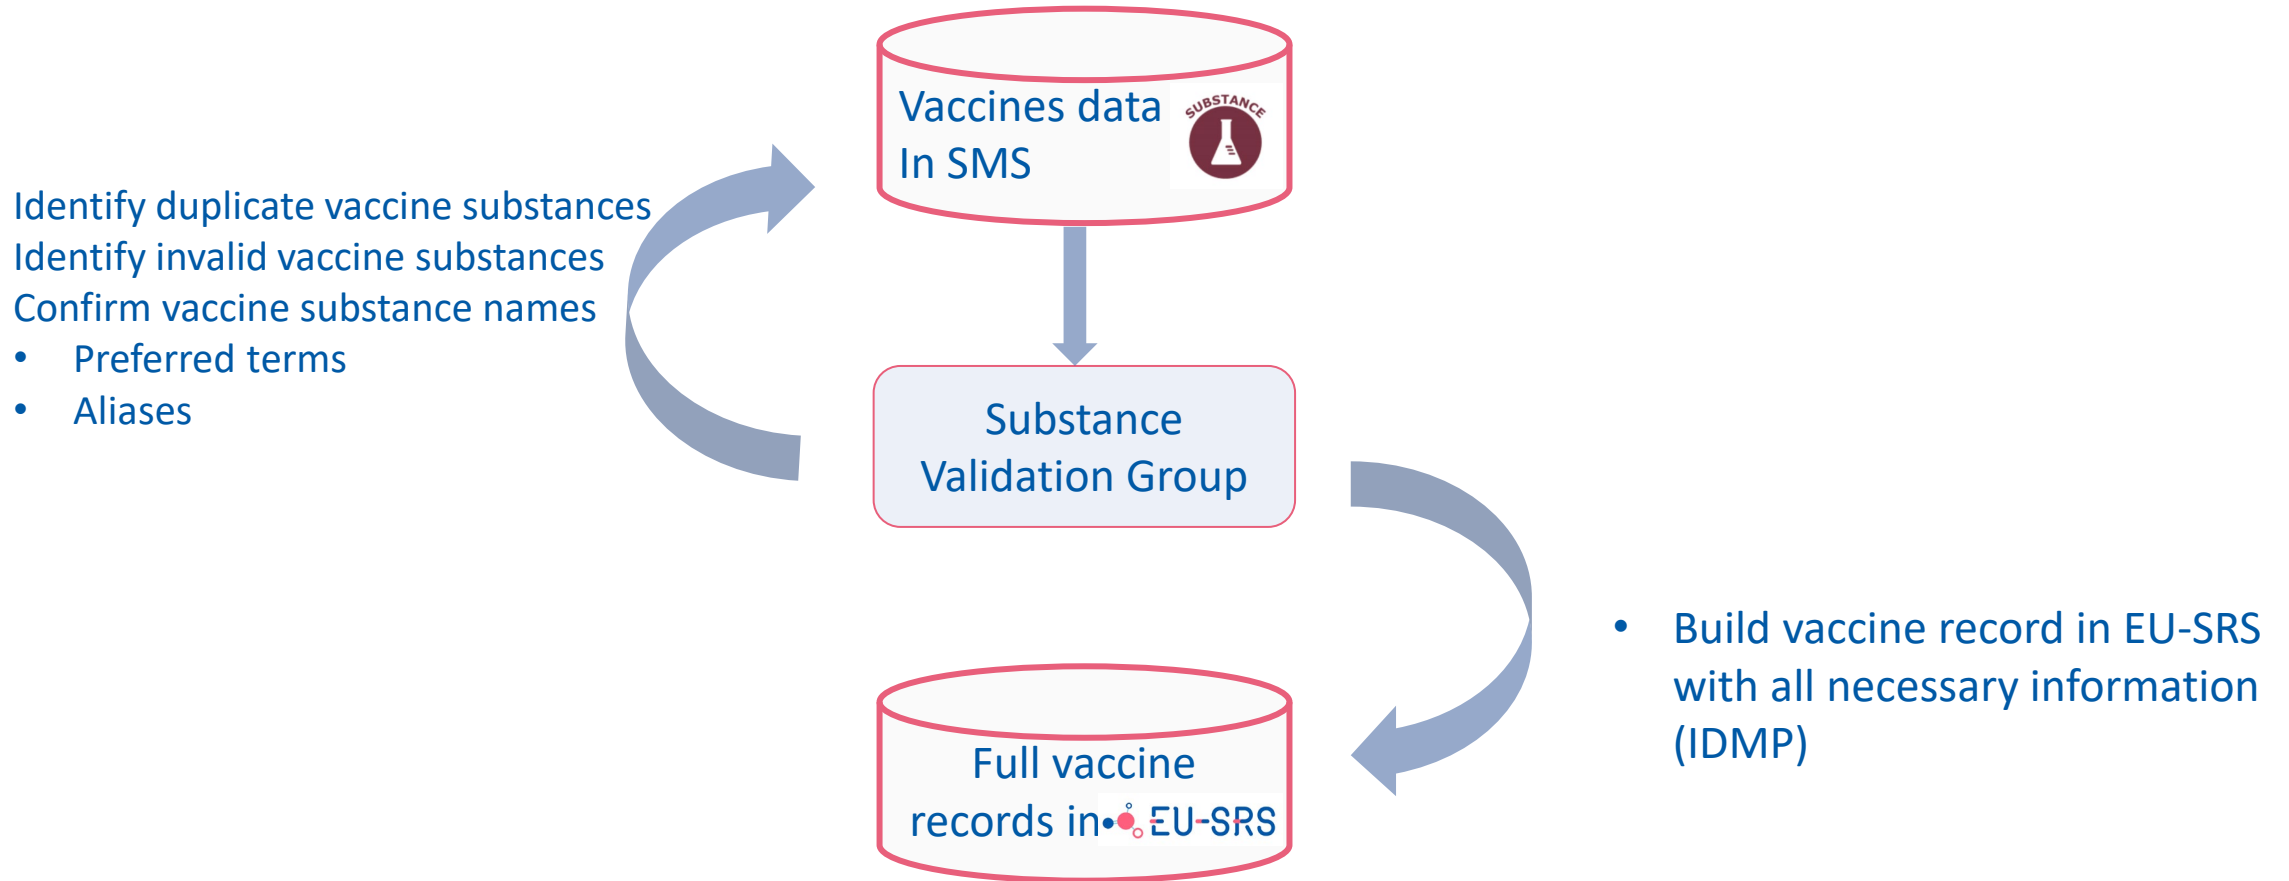 Vaccines data
In SMS
SUBSTANCE
Identify duplicate vaccine substances
Identify invalid vaccine substances
Confirm vaccine substance names
• Preferred terms
• Aliases
Substance
Validation Group
• Build vaccine record in EU-SRS
with all necessary information
(IDMP)
Full vaccine
records in EU-SRS